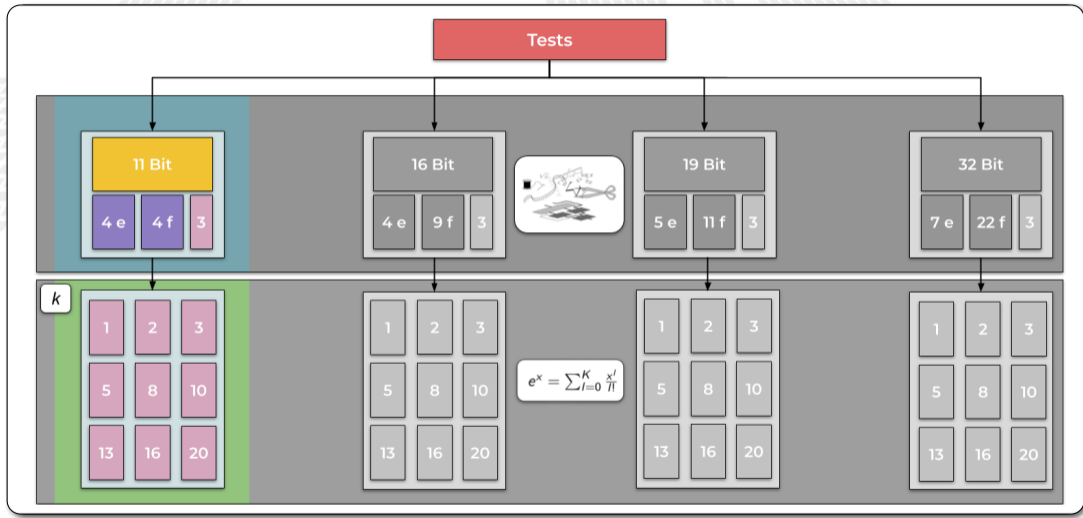 Tests
11 Bit
4 e 4 f 3
16 Bit
4 e 9 f 3
19 Bit
5 e 11 f 3
32 Bit
7 e 22 f 3
k
1 2 3
5 8 10
13 16 20
1 2 3
5 8 10
13 16 20
e^x = ∑_{l=0}^{K} x^l / l!
1 2 3
5 8 10
13 16 20
1 2 3
5 8 10
13 16 20